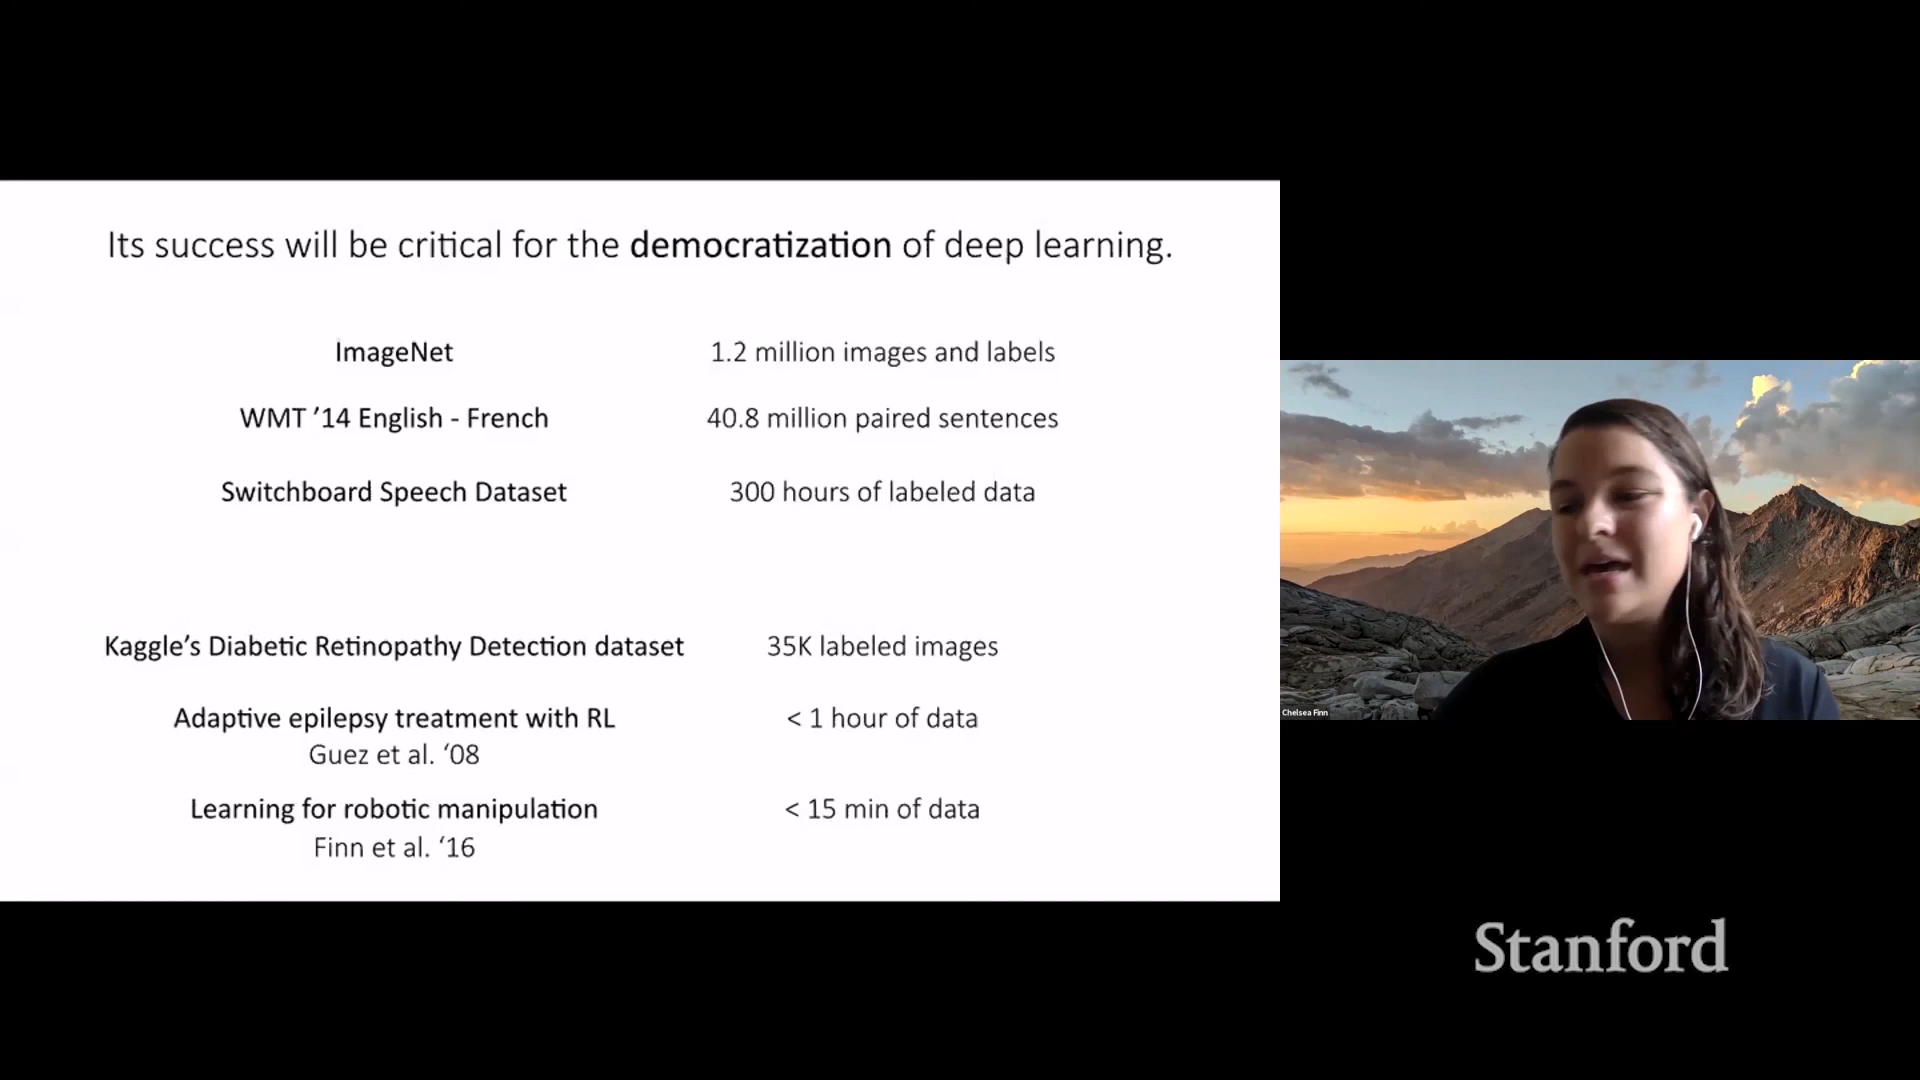 Its success will be critical for the democratization of deep learning.
ImageNet 1.2 million images and labels
WMT ’14 English - French 40.8 million paired sentences
Switchboard Speech Dataset 300 hours of labeled data
Kaggle’s Diabetic Retinopathy Detection dataset 35K labeled images
Adaptive epilepsy treatment with RL < 1 hour of data
Guez et al. ‘08
Learning for robotic manipulation < 15 min of data
Finn et al. ‘16
Chelsea Finn
Stanford